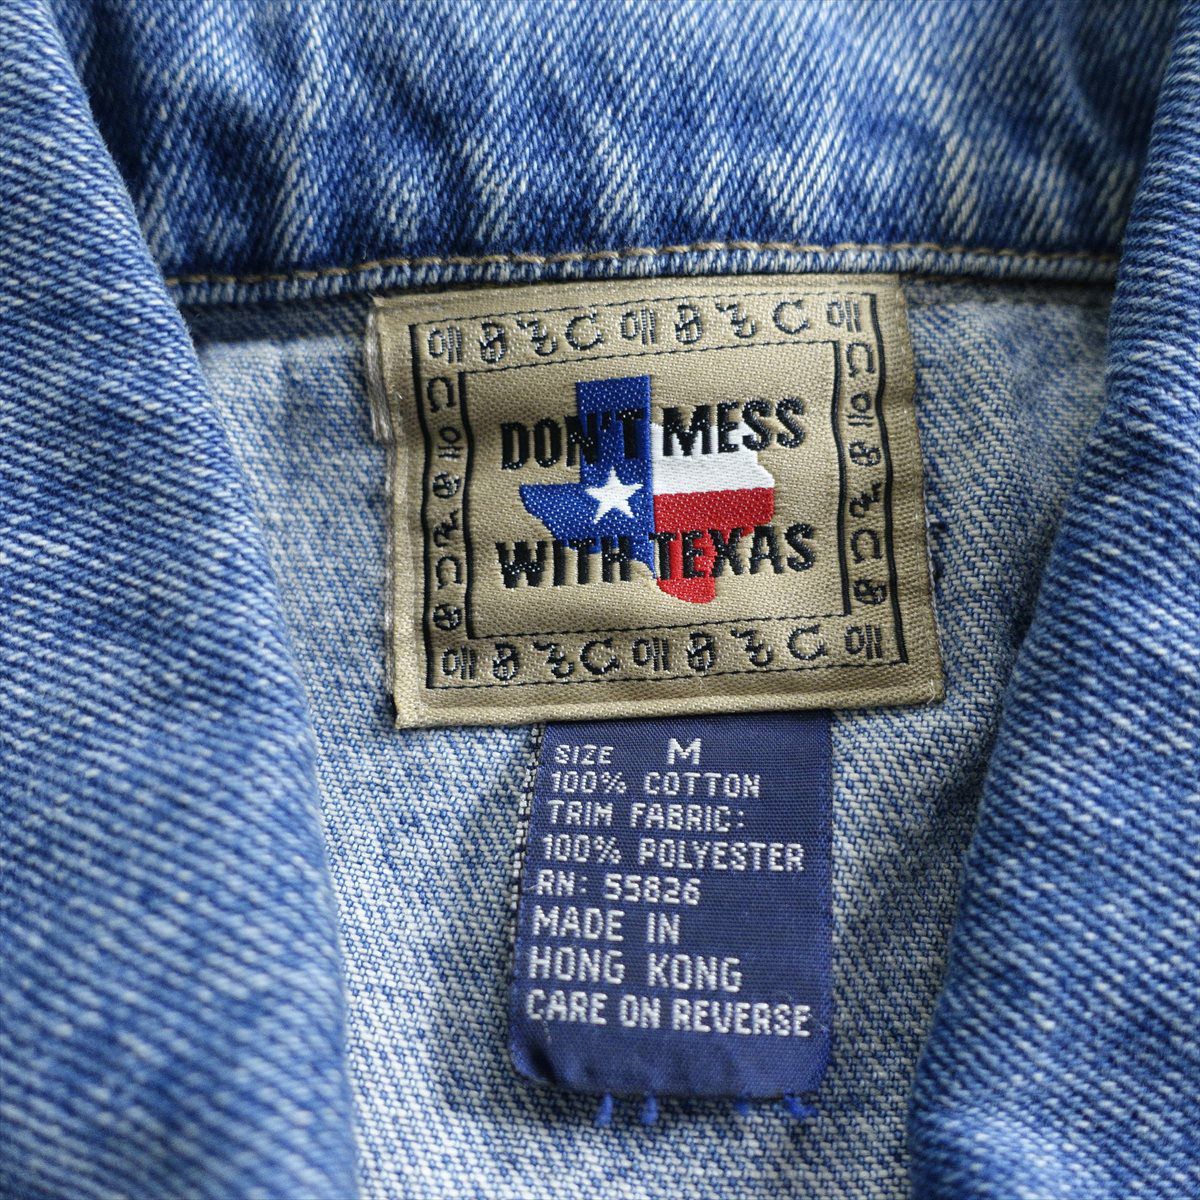 DON'T MESS
WITH TEXAS
SIZE M
100% COTTON
TRIM FABRIC:
100% POLYESTER
RN: 55826
MADE IN
HONG KONG
CARE ON REVERSE